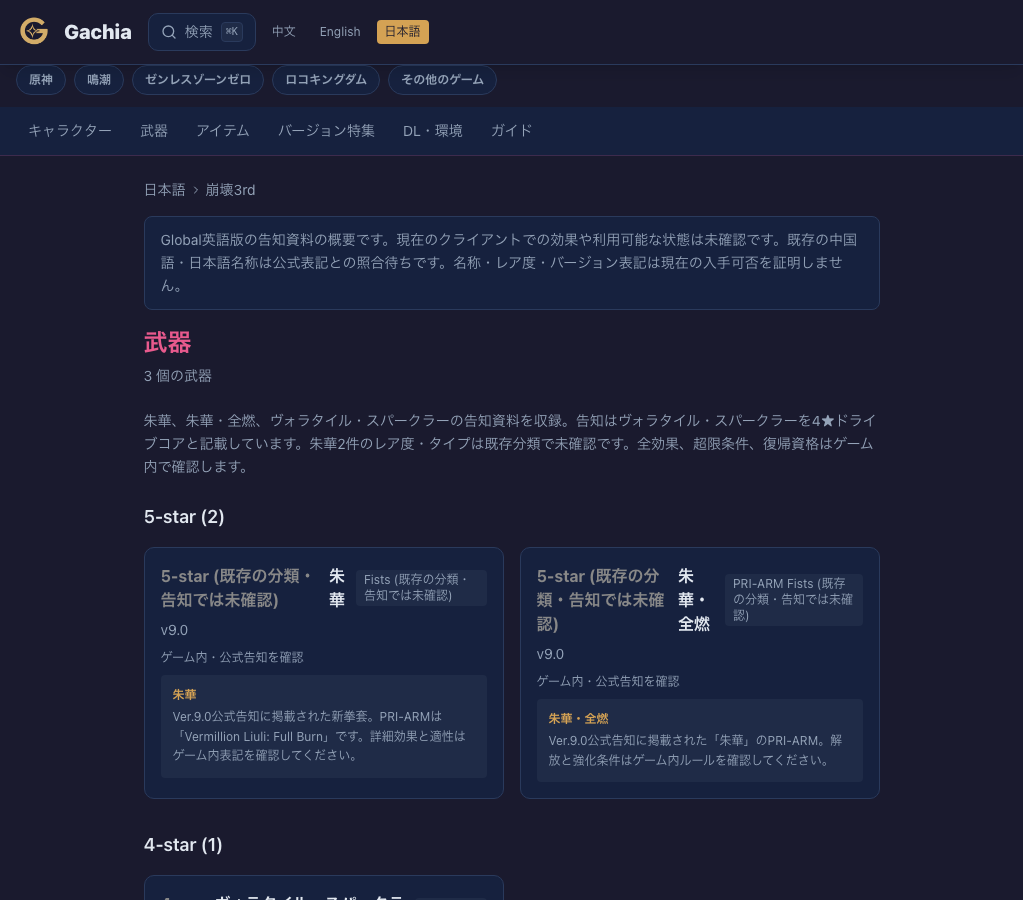 Gachia
検索 ⌘K
中文
English
日本語
原神
鳴潮
ゼンレスゾーンゼロ
ロコキングダム
その他のゲーム
キャラクター
武器
アイテム
バージョン特集
DL・環境
ガイド
日本語 › 崩壊3rd
Global英語版の告知資料の概要です。現在のクライアントでの効果や利用可能な状態は未確認です。既存の中国
語・日本語名称は公式表記との照合待ちです。名称・レア度・バージョン表記は現在の入手可否を証明しませ
ん。
武器
3 個の武器
朱華、朱華・全燃、ヴォラタイル・スパークラーの告知資料を収録。告知はヴォラタイル・スパークラーを4★ドライ
ブコアと記載しています。朱華2件のレア度・タイプは既存分類で未確認です。全効果、超限条件、復帰資格はゲーム
内で確認します。
5-star (2)
5-star (既存の分類・
告知では未確認)
朱
華
Fists (既存の分類・
告知では未確認)
v9.0
ゲーム内・公式告知を確認
朱華
Ver.9.0公式告知に掲載された新拳套。PRI-ARMは
「Vermillion Liuli: Full Burn」です。詳細効果と適性は
ゲーム内表記を確認してください。
5-star (既存の分
類・告知では未確
認)
朱
華・
全燃
PRI-ARM Fists (既存
の分類・告知では未確
認)
v9.0
ゲーム内・公式告知を確認
朱華・全燃
Ver.9.0公式告知に掲載された「朱華」のPRI-ARM。解
放と強化条件はゲーム内ルールを確認してください。
4-star (1)
ヴォラタイル・スパークラ